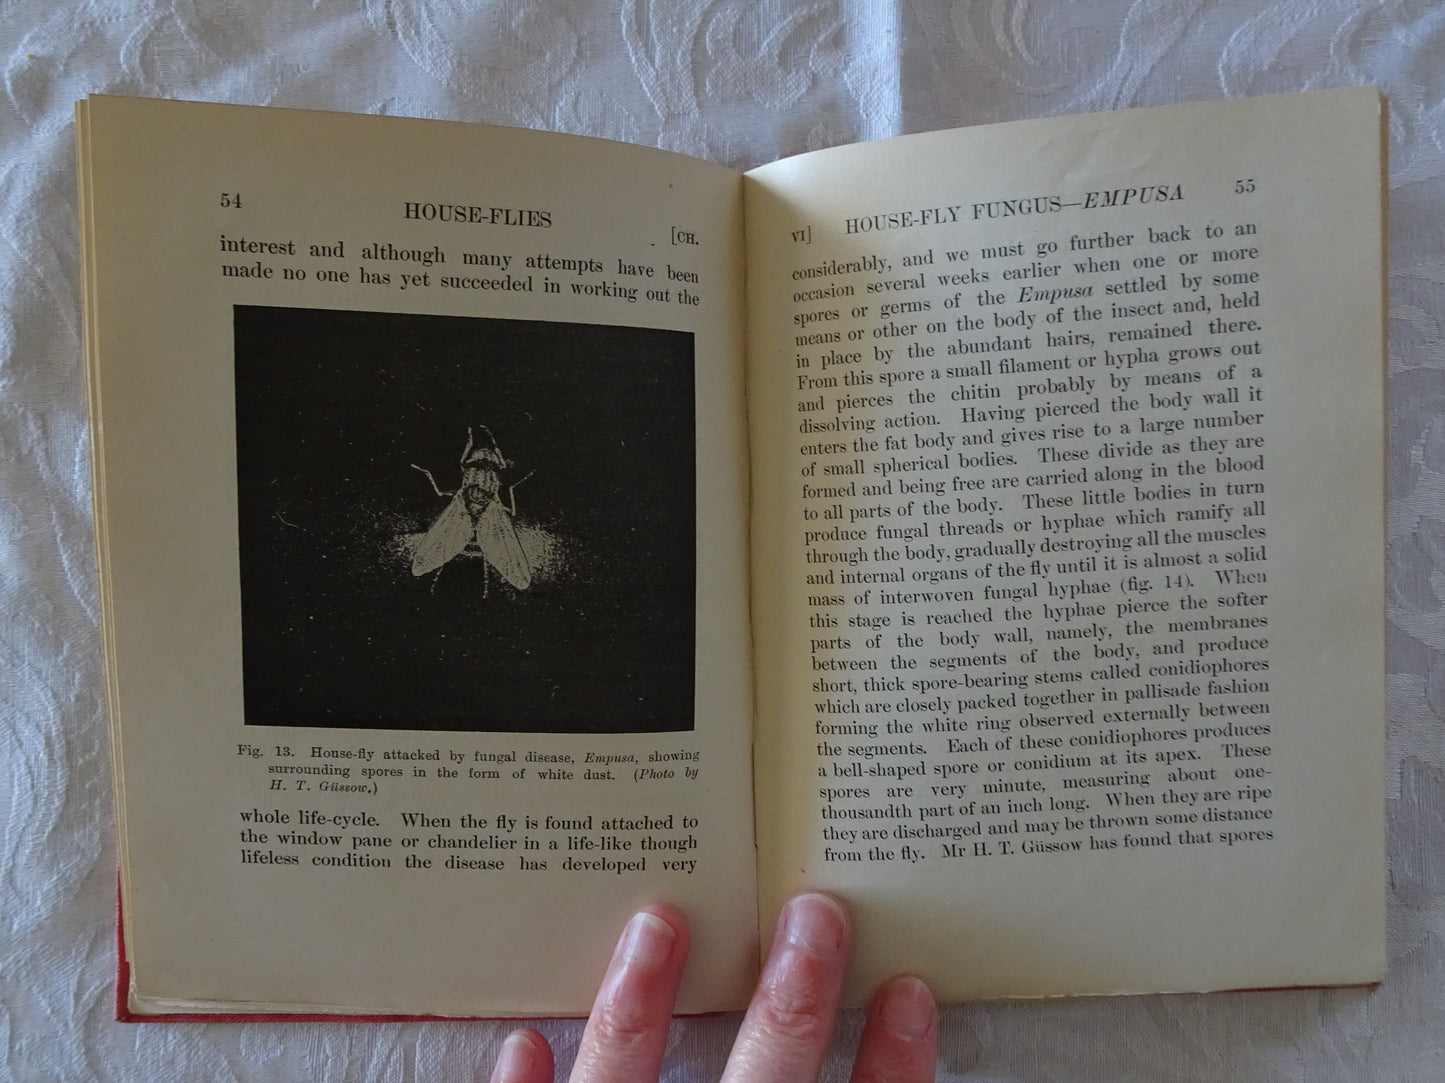 54
HOUSE-FLIES
[CH.
interest and although many attempts have been
made no one has yet succeeded in working out the
Fig. 13. House-fly attacked by fungal disease, Empusa, showing
surrounding spores in the form of white dust. (Photo by
H. T. Güssow.)
whole life-cycle. When the fly is found attached to
the window pane or chandelier in a life-like though
lifeless condition the disease has developed very
VI] HOUSE-FLY FUNGUS—EMPUSA 55
considerably, and we must go further back to an
occasion several weeks earlier when one or more
spores or germs of the Empusa settled by some
means or other on the body of the insect and, held
in place by the abundant hairs, remained there.
From this spore a small filament or hypha grows out
and pierces the chitin probably by means of a
dissolving action. Having pierced the body wall it
enters the fat body and gives rise to a large number
of small spherical bodies. These divide as they are
formed and being free are carried along in the blood
to all parts of the body. These little bodies in turn
produce fungal threads or hyphae which ramify all
through the body, gradually destroying all the muscles
and internal organs of the fly until it is almost a solid
mass of interwoven fungal hyphae (fig. 14). When
this stage is reached the hyphae pierce the softer
parts of the body wall, namely, the membranes
between the segments of the body, and produce
short, thick spore-bearing stems called conidiophores
which are closely packed together in pallisade fashion
forming the white ring observed externally between
the segments. Each of these conidiophores produces
a bell-shaped spore or conidium at its apex. These
spores are very minute, measuring about one-
thousandth part of an inch long. When they are ripe
they are discharged and may be thrown some distance
from the fly. Mr H. T. Güssow has found that spores